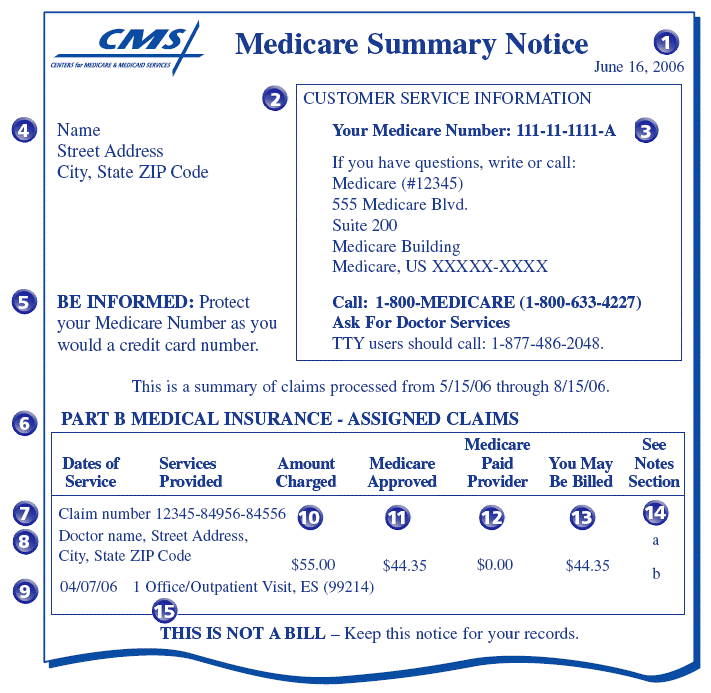 CMS
CENTERS for MEDICARE & MEDICAID SERVICES
Medicare Summary Notice
1
June 16, 2006
2
CUSTOMER SERVICE INFORMATION
4
Name
Street Address
City, State ZIP Code
Your Medicare Number: 111-11-1111-A
3
If you have questions, write or call:
Medicare (#12345)
555 Medicare Blvd.
Suite 200
Medicare Building
Medicare, US XXXXX-XXXX
5
BE INFORMED: Protect
your Medicare Number as you
would a credit card number.
Call: 1-800-MEDICARE (1-800-633-4227)
Ask For Doctor Services
TTY users should call: 1-877-486-2048.
This is a summary of claims processed from 5/15/06 through 8/15/06.
6
PART B MEDICAL INSURANCE - ASSIGNED CLAIMS
Dates of Service
Services Provided
Amount Charged
Medicare Approved
Medicare Paid Provider
You May Be Billed
See Notes Section
7
Claim number 12345-84956-84556
10
11
12
13
14
8
Doctor name, Street Address,
a
City, State ZIP Code
$55.00
$44.35
$0.00
$44.35
b
9
04/07/06 1 Office/Outpatient Visit, ES (99214)
15
THIS IS NOT A BILL – Keep this notice for your records.